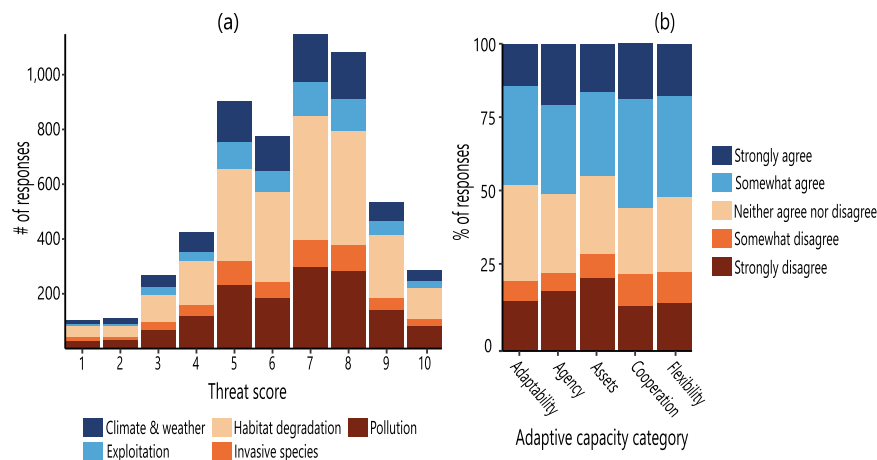 (a)
# of responses
1,000
800
600
400
200
1 2 3 4 5 6 7 8 9 10
Threat score
Climate & weather Habitat degradation Pollution
Exploitation Invasive species
(b)
% of responses
100
75
50
25
0
Adaptability Agency Assets Cooperation Flexibility
Adaptive capacity category
Strongly agree
Somewhat agree
Neither agree nor disagree
Somewhat disagree
Strongly disagree